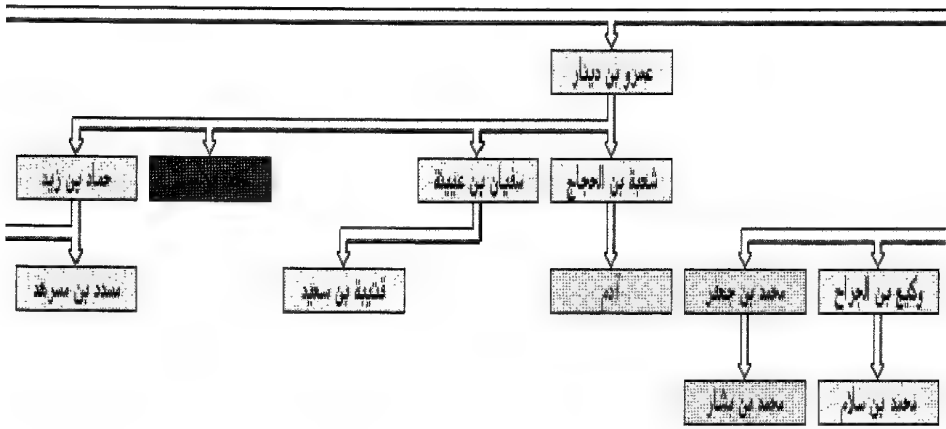 عمرو بن دينار
شعبة بن الحجاج
سفيان بن عيينة
حماد بن زيد
وكيع بن الجراح
محمد بن جعفر
آدم
قتيبة بن سعيد
مسدد بن مسرهد
محمد بن سلام
محمد بن بشار